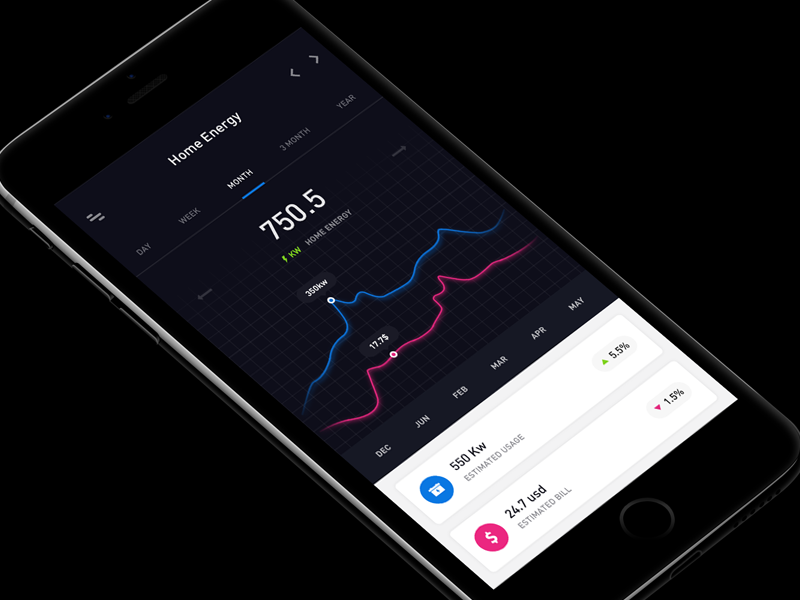 Home Energy
DAY WEEK MONTH 3 MONTH YEAR
750.5
KW HOME ENERGY
350kw
17.7$
DEC JUN FEB MAR APR MAY
550 Kw
ESTIMATED USAGE
5.5%
24.7 usd
ESTIMATED BILL
1.5%
$